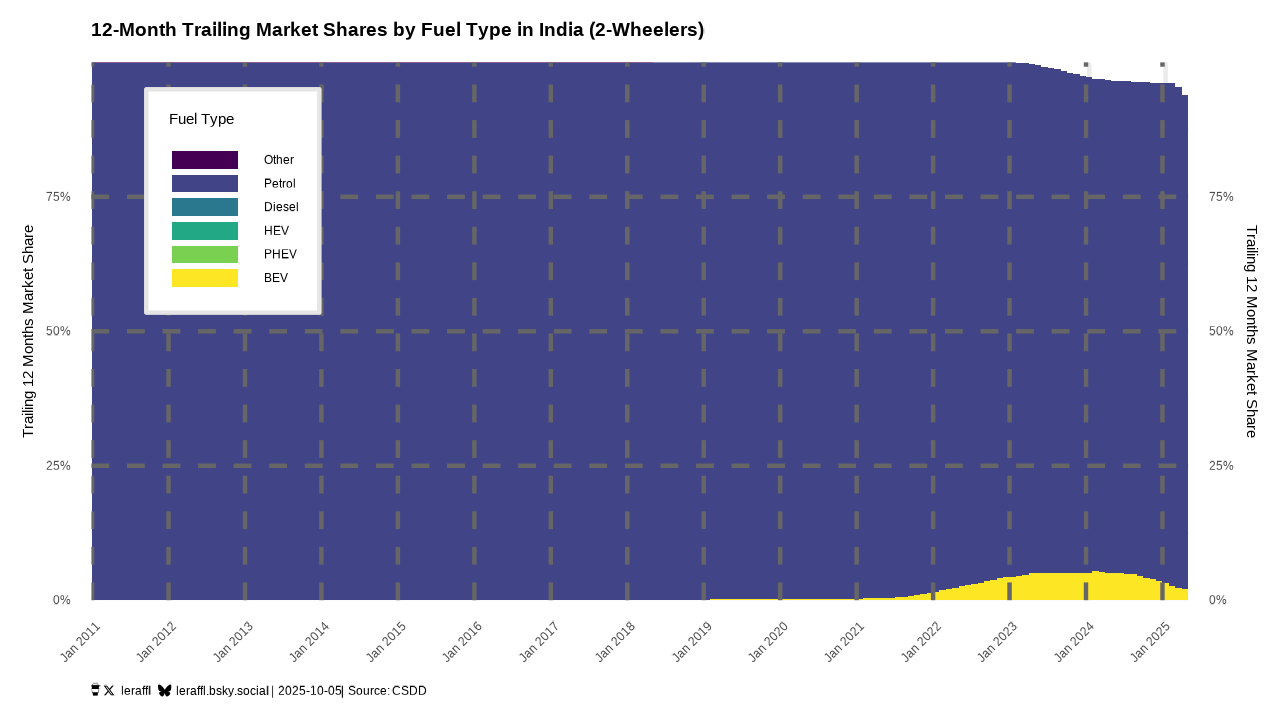 12-Month Trailing Market Shares by Fuel Type in India (2-Wheelers)
Fuel Type
Other
Petrol
Diesel
HEV
PHEV
BEV
75%
50%
25%
0%
Trailing 12 Months Market Share
75%
50%
25%
0%
Trailing 12 Months Market Share
Jan 2011
Jan 2012
Jan 2013
Jan 2014
Jan 2015
Jan 2016
Jan 2017
Jan 2018
Jan 2019
Jan 2020
Jan 2021
Jan 2022
Jan 2023
Jan 2024
Jan 2025
leraffl leraffl.bsky.social | 2025-10-05 | Source: CSDD